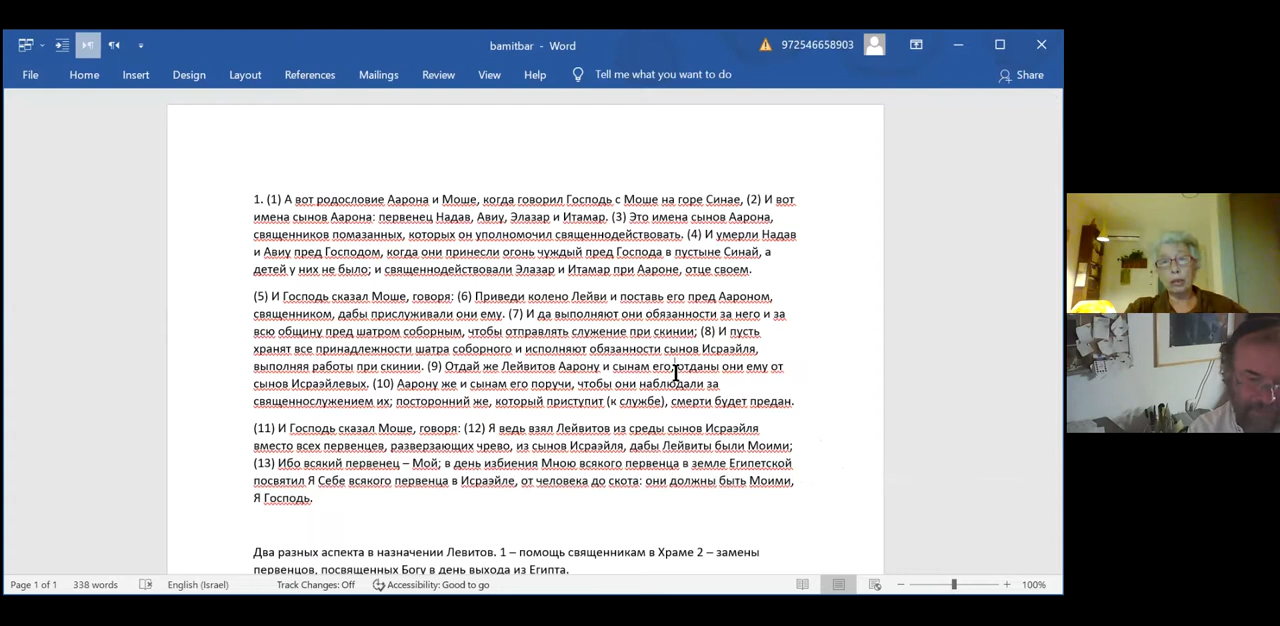 bamitbar - Word
972546658903
File Home Insert Design Layout References Mailings Review View Help Tell me what you want to do Share
1. (1) А вот родословие Аарона и Моше, когда говорил Господь с Моше на горе Синае, (2) И вот
имена сынов Аарона: первенец Надав, Авиу, Элазар и Итамар. (3) Это имена сынов Аарона,
священников помазанных, которых он уполномочил священнодействовать. (4) И умерли Надав
и Авиу пред Господом, когда они принесли огонь чуждый пред Господа в пустыне Синай, а
детей у них не было; и священнодействовали Элазар и Итамар при Аароне, отце своем.
(5) И Господь сказал Моше, говоря: (6) Приведи колено Лейви и поставь его пред Аароном,
священником, дабы прислуживали они ему. (7) И да выполняют они обязанности за него и за
всю общину пред шатром соборным, чтобы отправлять служение при скинии; (8) И пусть
хранят все принадлежности шатра соборного и исполняют обязанности сынов Исраэйля,
выполняя работы при скинии. (9) Отдай же Лейвитов Аарону и сынам его: отданы они ему от
сынов Исраэйлевых. (10) Аарону же и сынам его поручи, чтобы они наблюдали за
священнослужением их; посторонний же, который приступит (к службе), смерти будет предан.
(11) И Господь сказал Моше, говоря: (12) Я ведь взял Лейвитов из среды сынов Исраэйля
вместо всех первенцев, разверзающих чрево, из сынов Исраэйля, дабы Лейвиты были Моими;
(13) Ибо всякий первенец – Мой; в день избиения Мною всякого первенца в земле Египетской
посвятил Я Себе всякого первенца в Исраэйле, от человека до скота: они должны быть Моими,
Я Господь.
Два разных аспекта в назначении Левитов. 1 – помощь священникам в Храме 2 – замены
первенцов, посвященных Богу в день выхода из Египта.
Page 1 of 1 338 words English (Israel) Track Changes: Off Accessibility: Good to go 100%